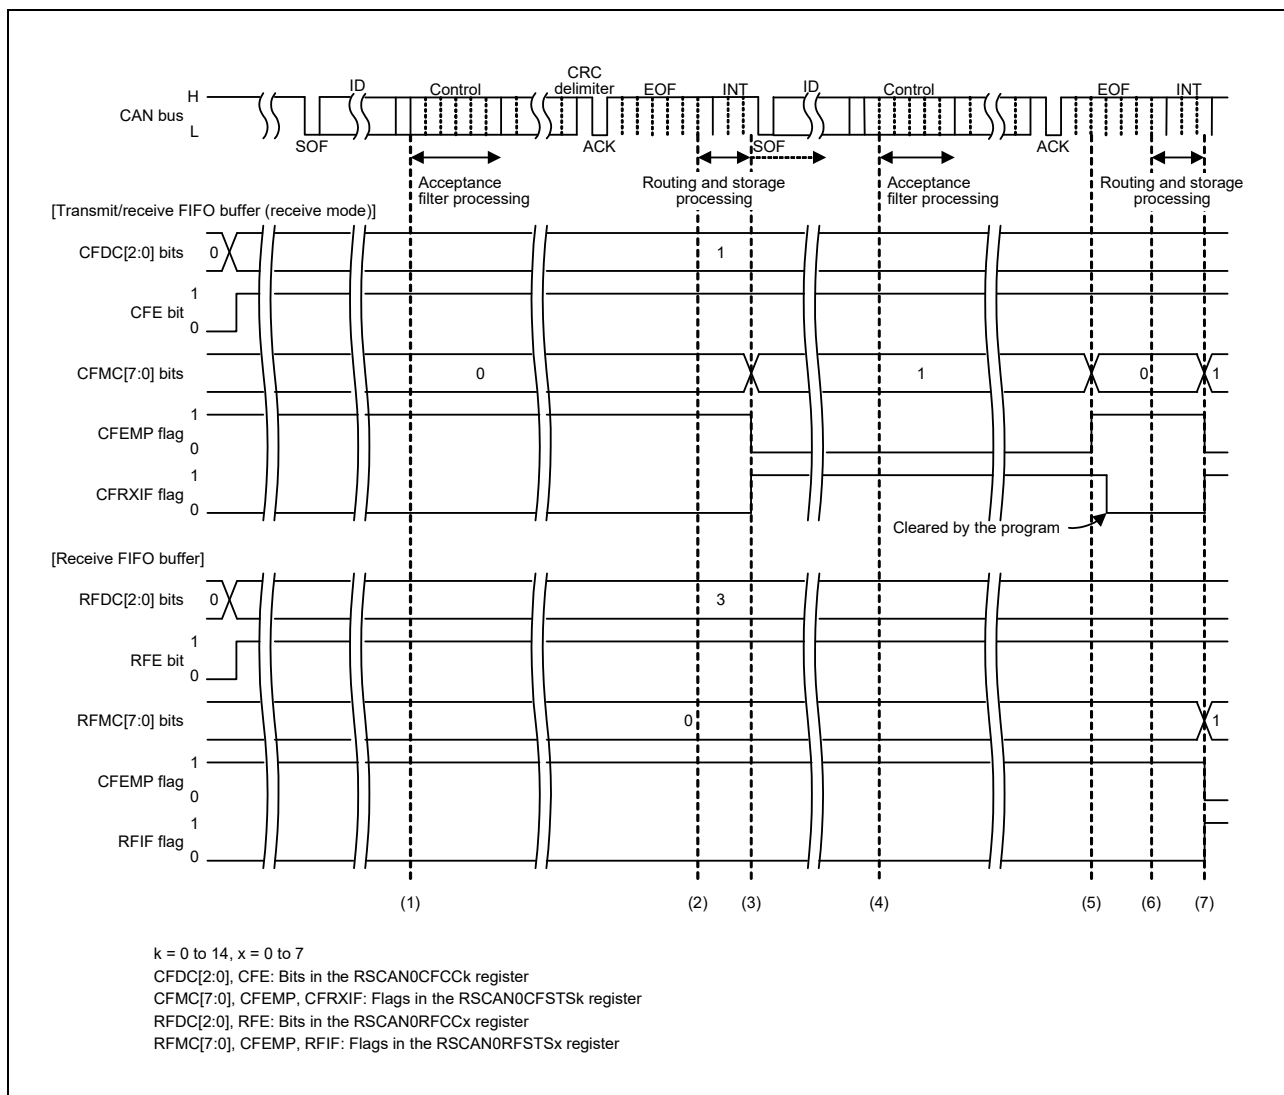 CRC
ID Control delimiter EOF INT ID Control EOF INT
H
CAN bus
L
SOF ACK SOF ACK
Acceptance Routing and storage Acceptance Routing and storage
filter processing processing filter processing processing
[Transmit/receive FIFO buffer (receive mode)]
CFDC[2:0] bits 0 1
1
CFE bit
0
CFMC[7:0] bits 0 1 0 1
1
CFEMP flag
0
1
CFRXIF flag
0
Cleared by the program
[Receive FIFO buffer]
RFDC[2:0] bits 0 3
1
RFE bit
0
RFMC[7:0] bits 0 1
1
CFEMP flag
0
1
RFIF flag
0
(1) (2) (3) (4) (5) (6) (7)
k = 0 to 14, x = 0 to 7
CFDC[2:0], CFE: Bits in the RSCAN0CFCCk register
CFMC[7:0], CFEMP, CFRXIF: Flags in the RSCAN0CFSTSk register
RFDC[2:0], RFE: Bits in the RSCAN0RFCCx register
RFMC[7:0], CFEMP, RFIF: Flags in the RSCAN0RFSTSx register